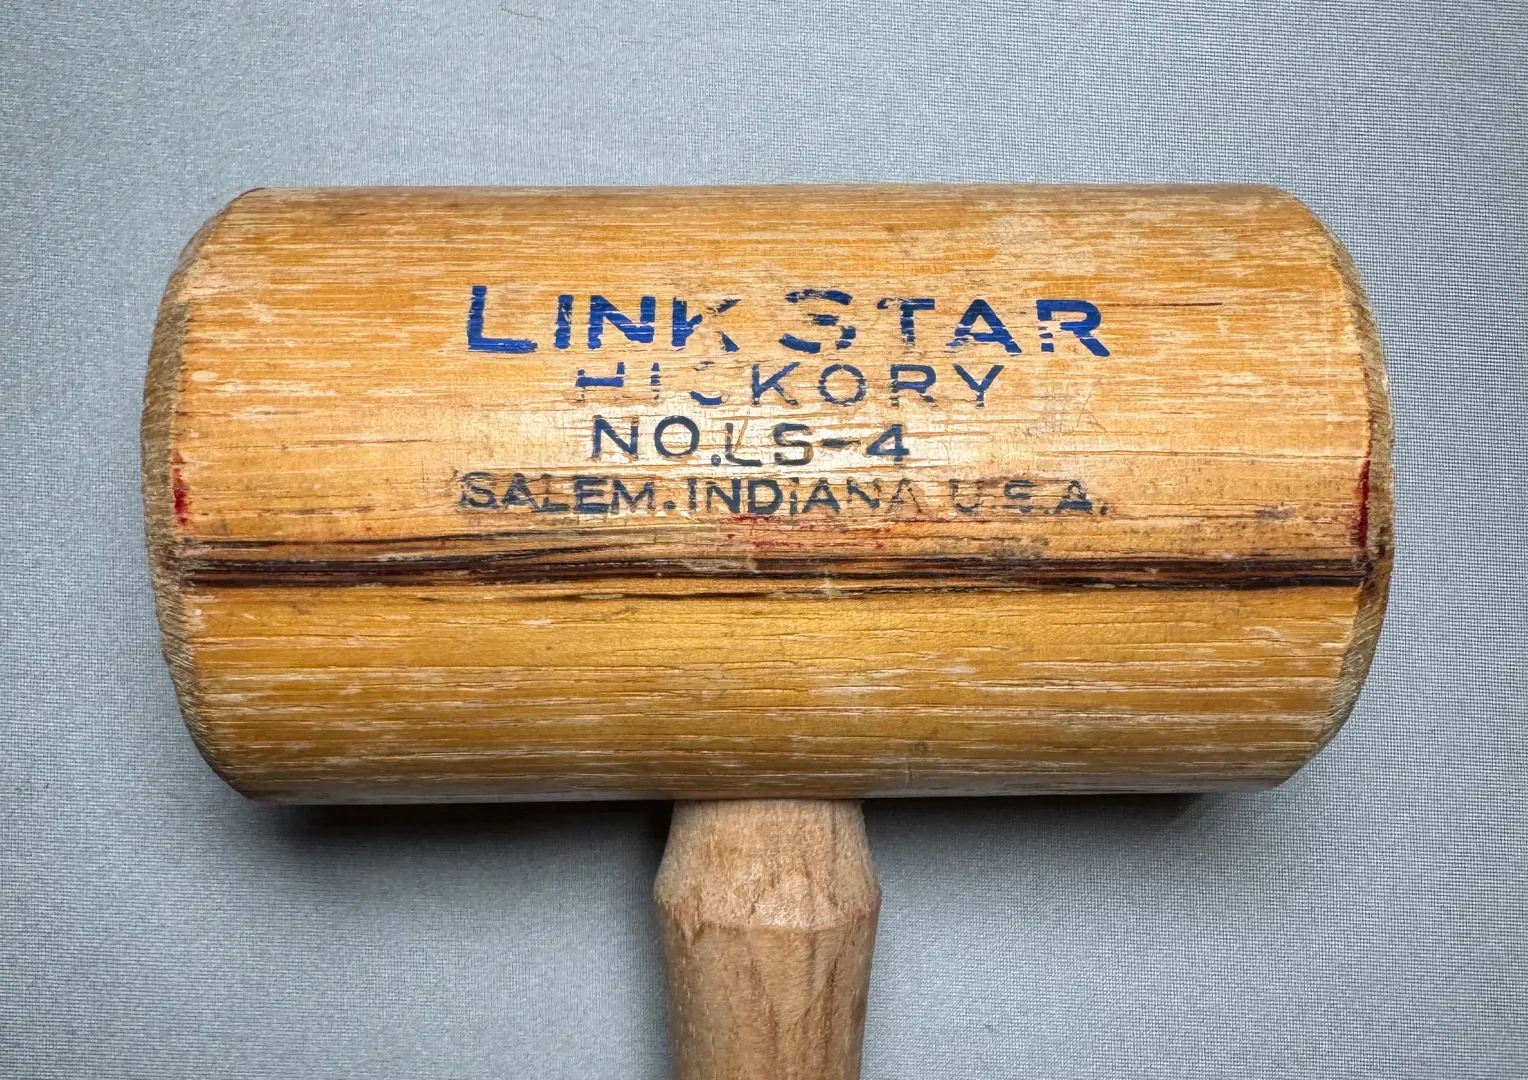 LINK STAR
HICKORY
NO.LS-4
SALEM.INDIANA U.S.A.